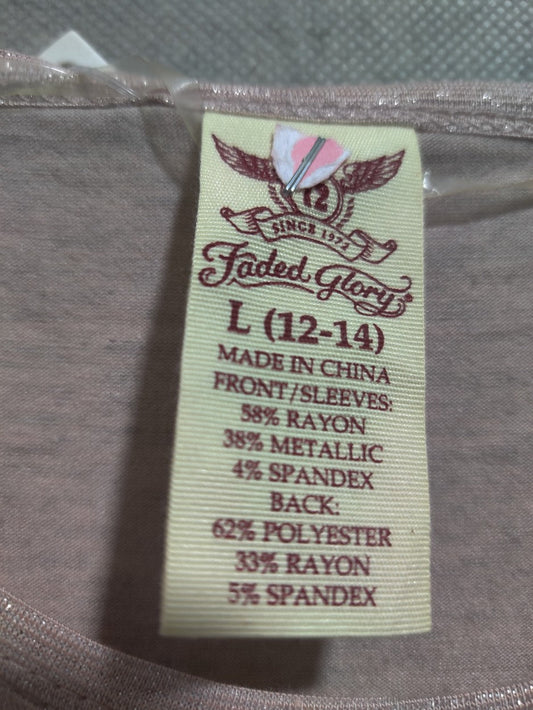 12
SINCE 1972
Faded Glory®
L (12-14)
MADE IN CHINA
FRONT/SLEEVES:
58% RAYON
38% METALLIC
4% SPANDEX
BACK:
62% POLYESTER
33% RAYON
5% SPANDEX